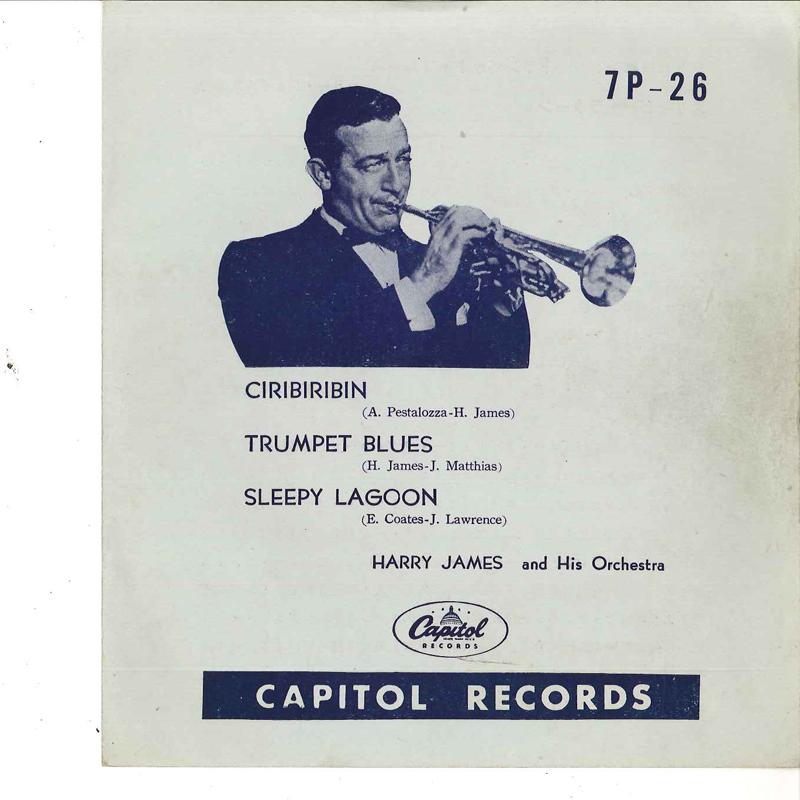 7P-26
CIRIBIRIBIN
(A. Pestalozza-H. James)
TRUMPET BLUES
(H. James-J. Matthias)
SLEEPY LAGOON
(E. Coates-J. Lawrence)
HARRY JAMES and His Orchestra
Capitol
RECORDS
CAPITOL RECORDS